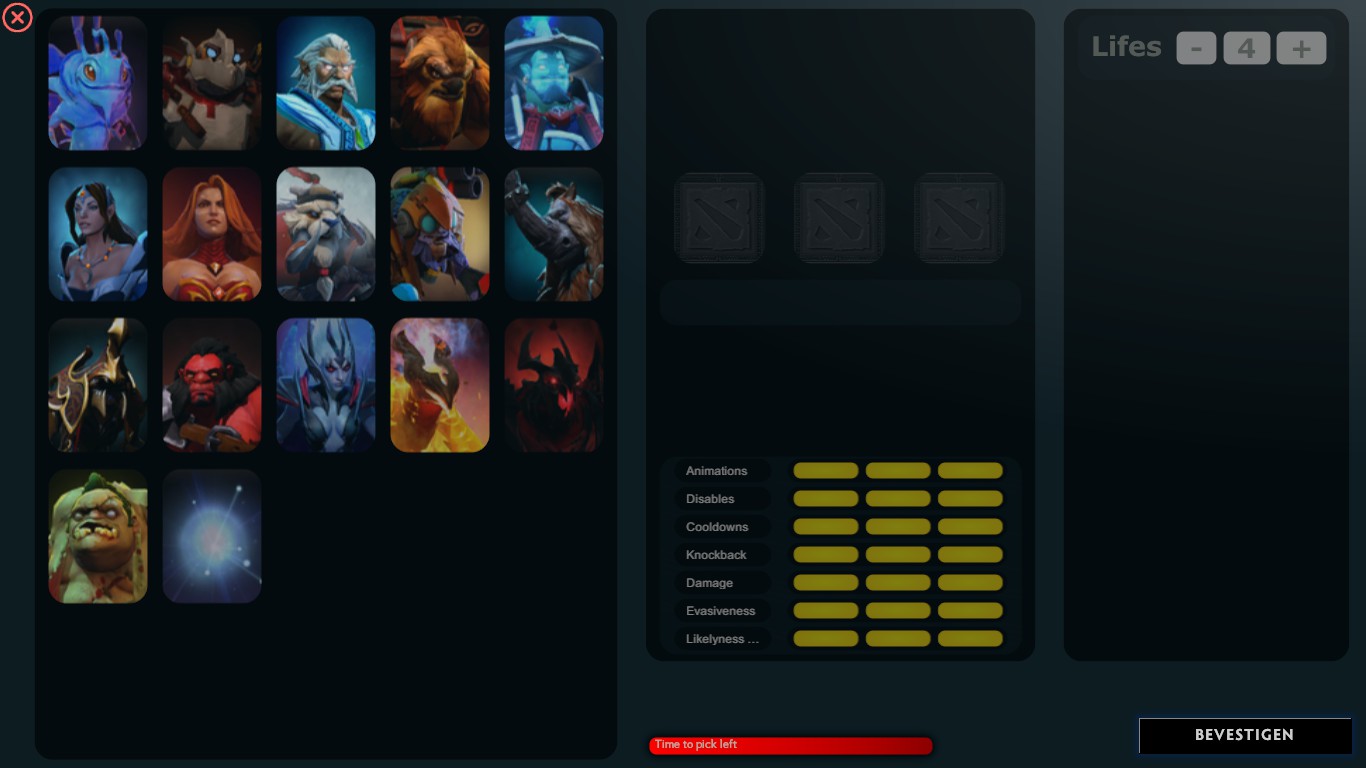 Lifes - 4 +
Animations
Disables
Cooldowns
Knockback
Damage
Evasiveness
Likelyness ...
Time to pick left
BEVESTIGEN